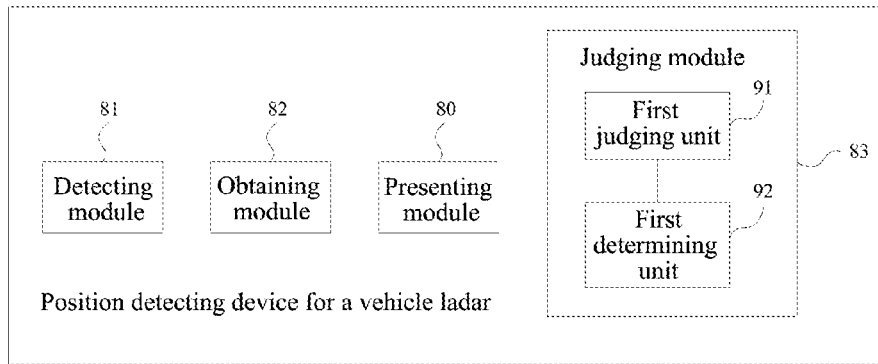 Judging module
81
82
80
91
First
judging unit
83
Detecting
module
Obtaining
module
Presenting
module
92
First
determining
unit
Position detecting device for a vehicle ladar